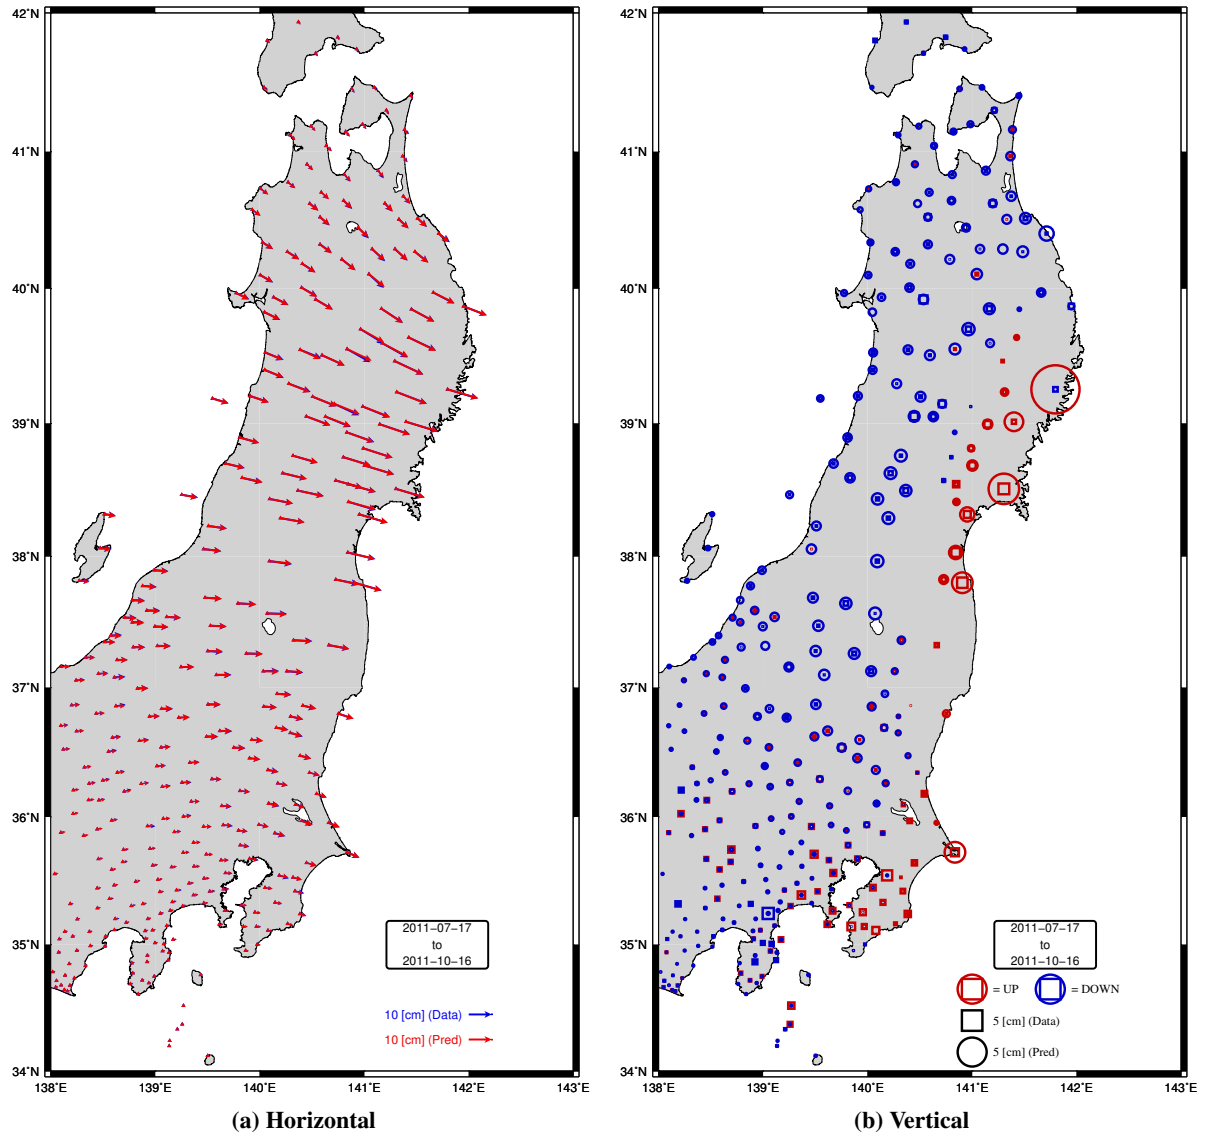 42˚N
41˚N
40˚N
39˚N
38˚N
37˚N
36˚N
35˚N
34˚N
138˚E
139˚E
140˚E
141˚E
142˚E
143˚E
2011−07−17
to
2011−10−16
10 [cm] (Data)
10 [cm] (Pred)
(a) Horizontal
42˚N
41˚N
40˚N
39˚N
38˚N
37˚N
36˚N
35˚N
34˚N
138˚E
139˚E
140˚E
141˚E
142˚E
143˚E
2011−07−17
to
2011−10−16
= UP
= DOWN
5 [cm] (Data)
5 [cm] (Pred)
(b) Vertical